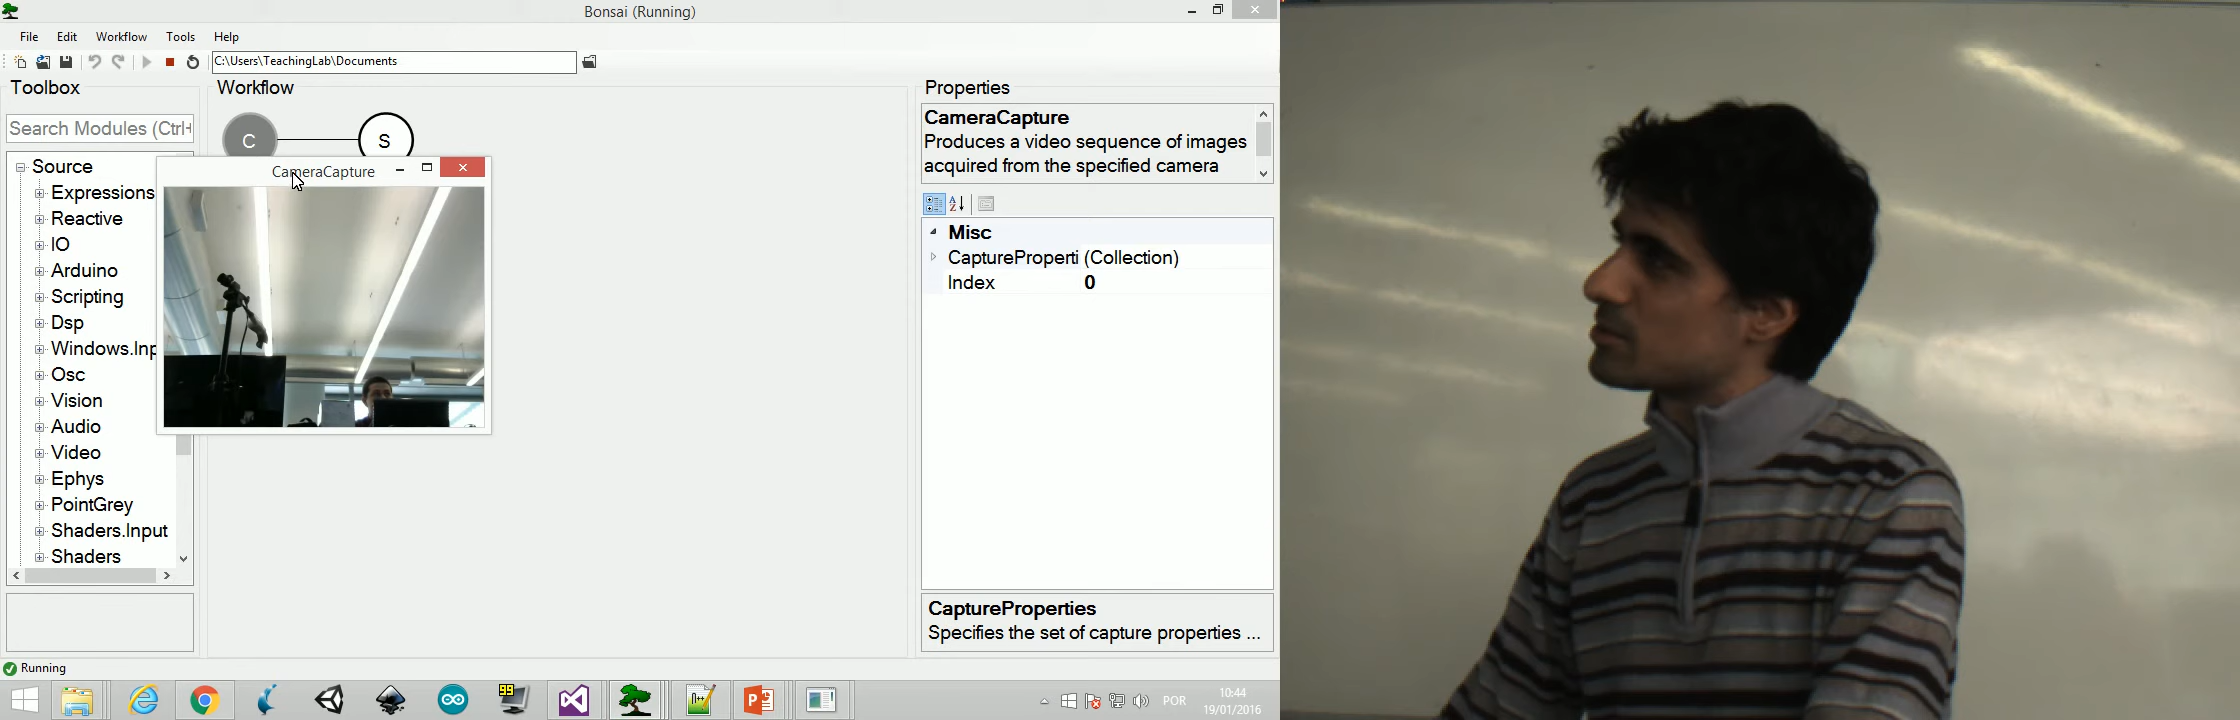 Bonsai (Running)
File Edit Workflow Tools Help
C:\Users\TeachingLab\Documents
Toolbox
Workflow
Properties
Search Modules (Ctrl+
Source
Expressions
Reactive
IO
Arduino
Scripting
Dsp
Windows.Inp
Osc
Vision
Audio
Video
Ephys
PointGrey
Shaders.Input
Shaders
C
S
CameraCapture
CameraCapture
Produces a video sequence of images
acquired from the specified camera
Misc
CaptureProperti (Collection)
Index 0
CaptureProperties
Specifies the set of capture properties ...
Running
99
POR
10:44
19/01/2016